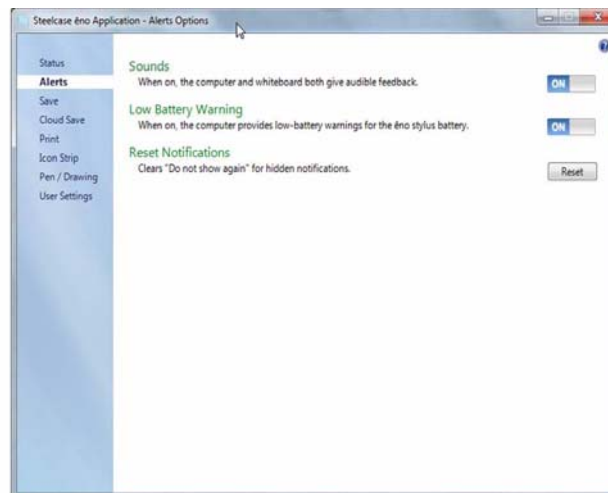 Steelcase ēno Application - Alerts Options
Status
Alerts
Save
Cloud Save
Print
Icon Strip
Pen / Drawing
User Settings
Sounds
When on, the computer and whiteboard both give audible feedback.
ON
Low Battery Warning
When on, the computer provides low-battery warnings for the ēno stylus battery.
ON
Reset Notifications
Clears "Do not show again" for hidden notifications.
Reset